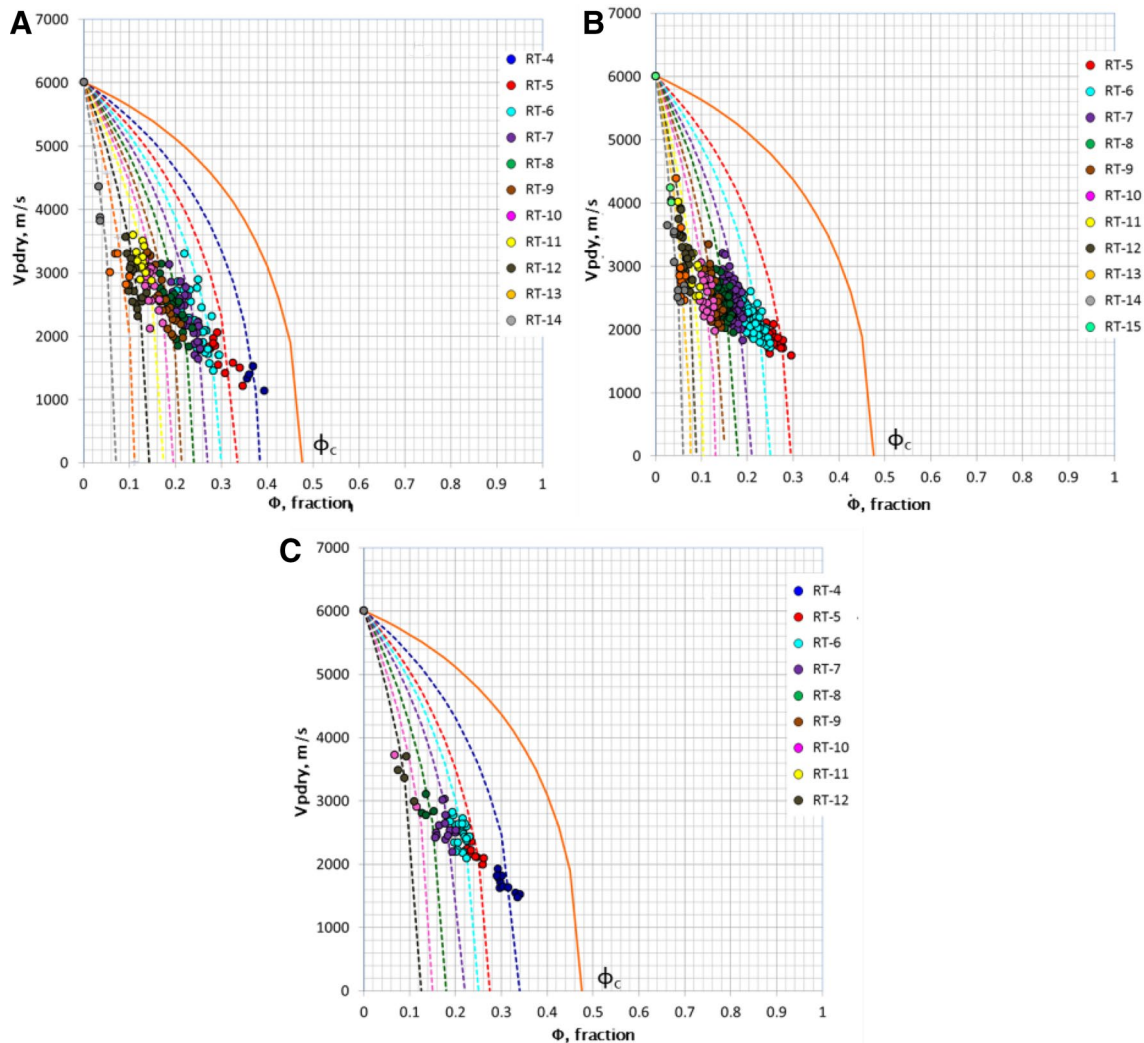 A
7000
6000
5000
4000
3000
2000
1000
0
Vpdry, m/s
0 0.1 0.2 0.3 0.4 0.5 0.6 0.7 0.8 0.9 1
Φ, fraction
ϕc
RT-4
RT-5
RT-6
RT-7
RT-8
RT-9
RT-10
RT-11
RT-12
RT-13
RT-14
B
7000
6000
5000
4000
3000
2000
1000
0
Vpdy, m/s
0 0.1 0.2 0.3 0.4 0.5 0.6 0.7 0.8 0.9 1
Φ, fraction
ϕc
RT-5
RT-6
RT-7
RT-8
RT-9
RT-10
RT-11
RT-12
RT-13
RT-14
RT-15
C
7000
6000
5000
4000
3000
2000
1000
0
Vpdry, m/s
0 0.1 0.2 0.3 0.4 0.5 0.6 0.7 0.8 0.9 1
Φ, fraction
ϕc
RT-4
RT-5
RT-6
RT-7
RT-8
RT-9
RT-10
RT-11
RT-12